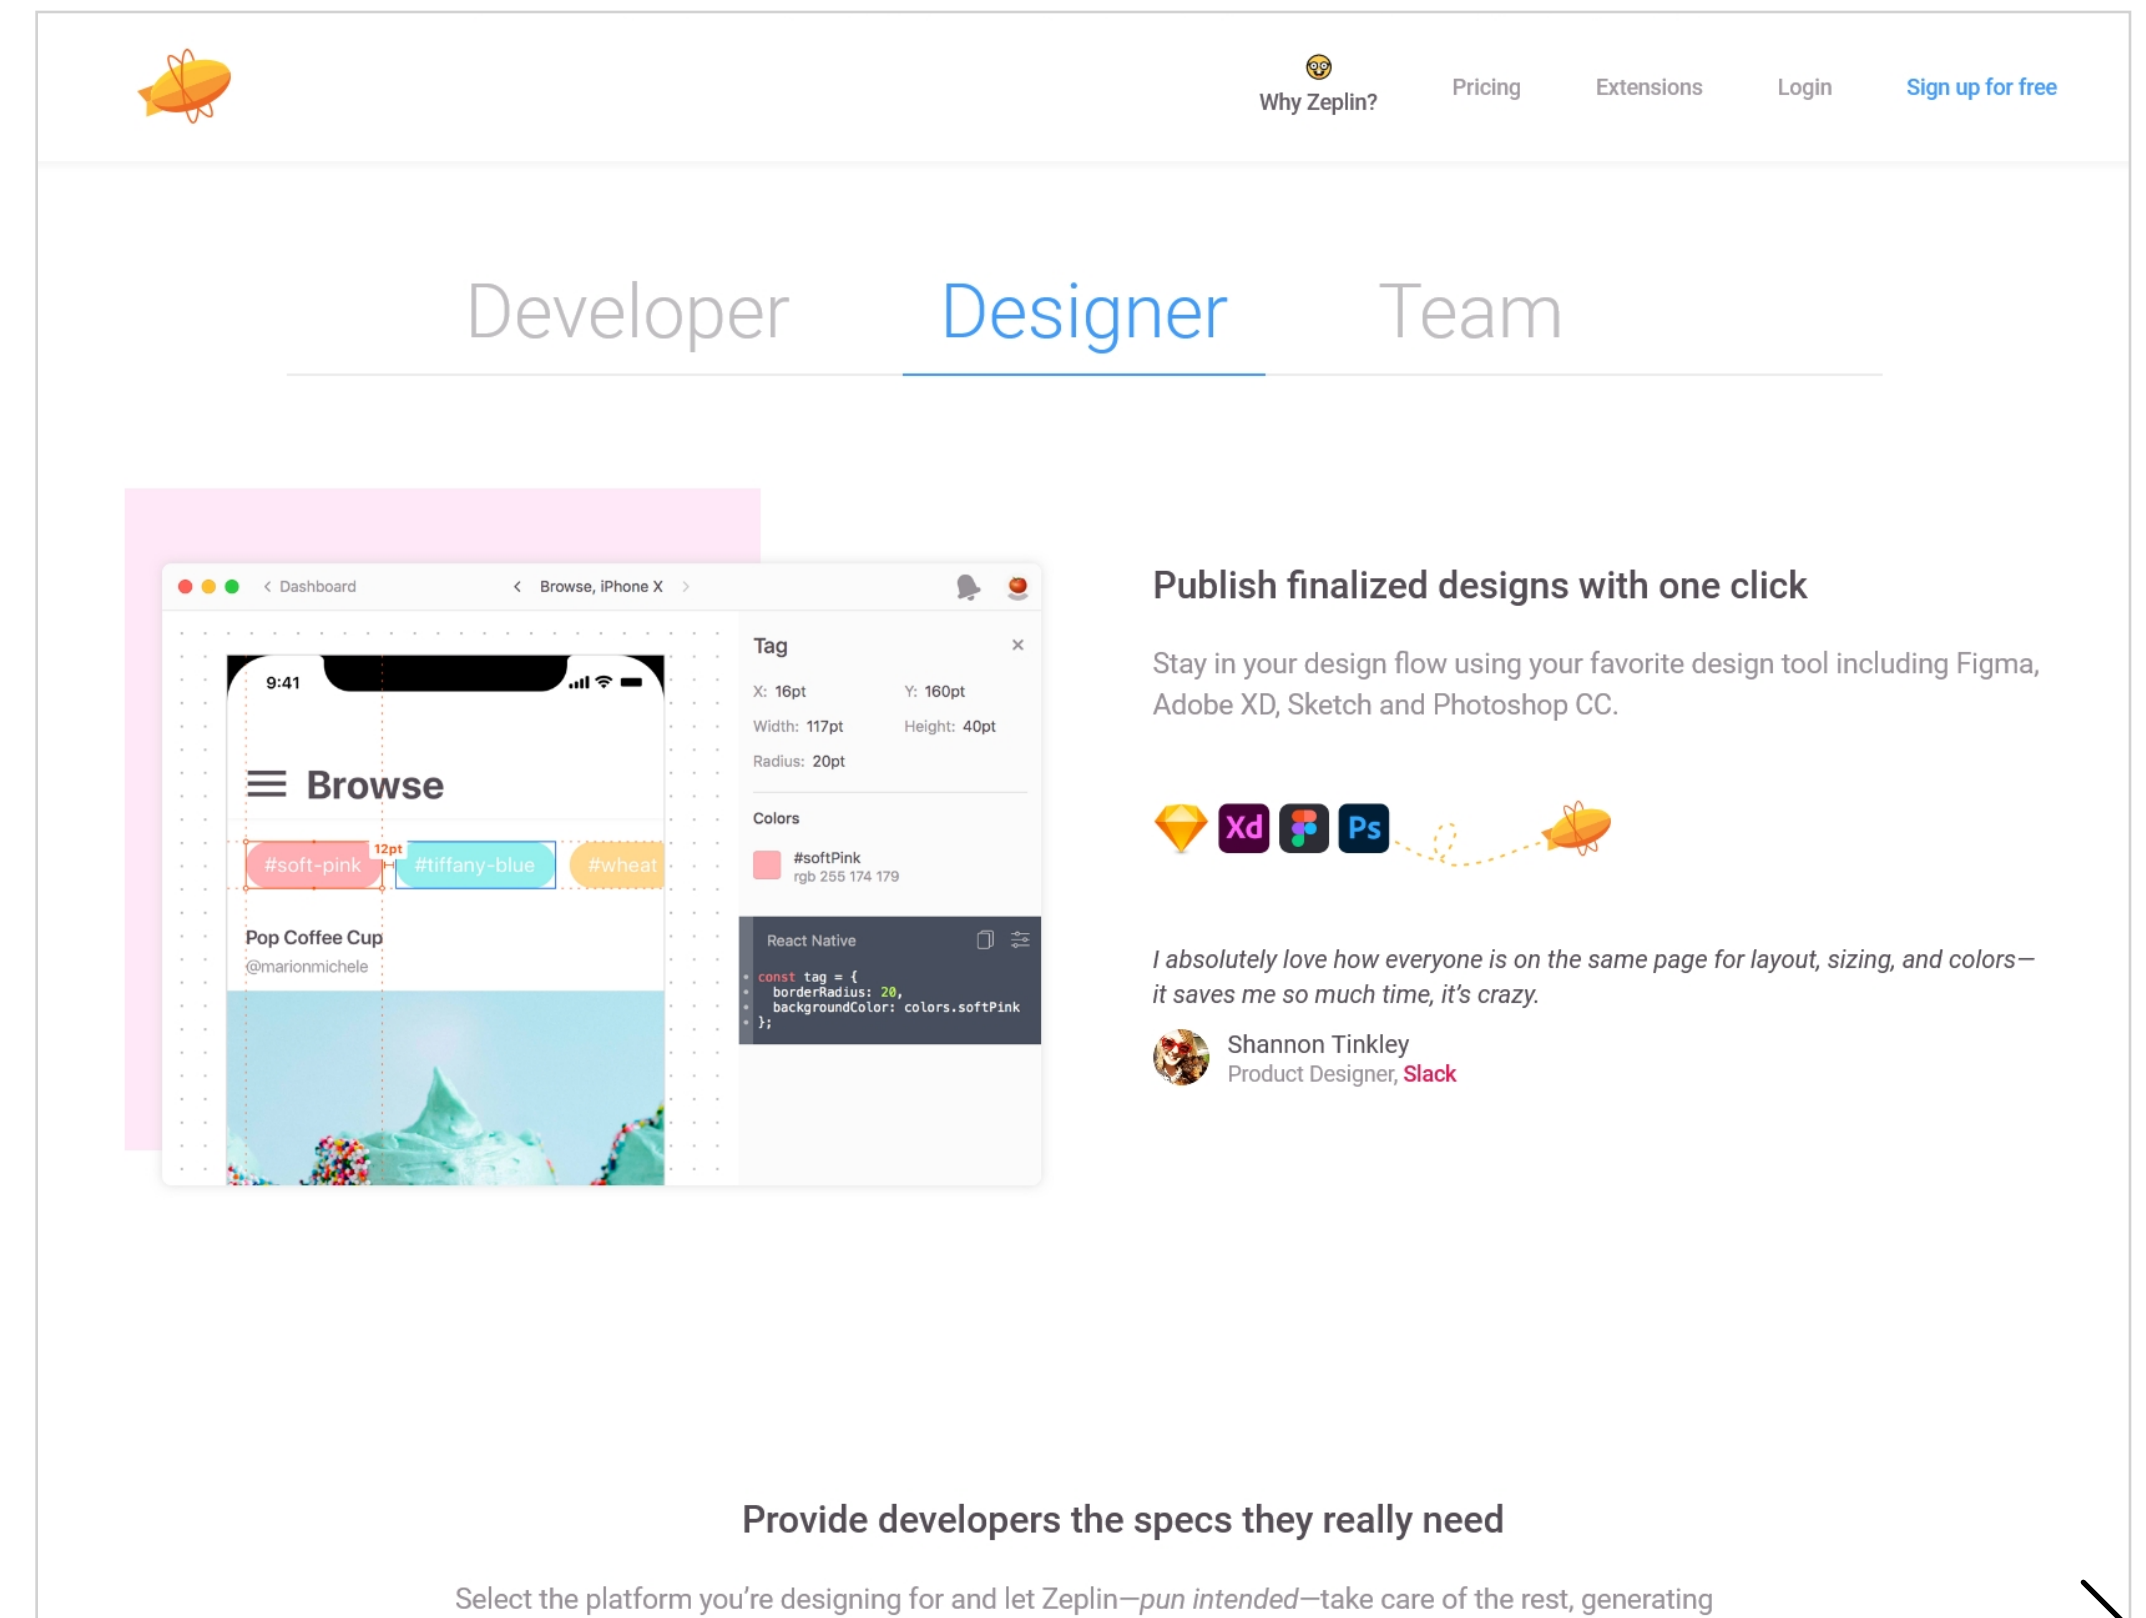 Why Zeplin?
Pricing
Extensions
Login
Sign up for free
Developer
Designer
Team
Dashboard
Browse, iPhone X
9:41
Browse
12pt
#soft-pink
#tiffany-blue
#wheat
Pop Coffee Cup
@marionmichele
Tag
X: 16pt
Y: 160pt
Width: 117pt
Height: 40pt
Radius: 20pt
Colors
#softPink
rgb 255 174 179
React Native
const tag = {
borderRadius: 20,
backgroundColor: colors.softPink
};
Publish finalized designs with one click
Stay in your design flow using your favorite design tool including Figma,
Adobe XD, Sketch and Photoshop CC.
Xd
Ps
I absolutely love how everyone is on the same page for layout, sizing, and colors—
it saves me so much time, it’s crazy.
Shannon Tinkley
Product Designer, Slack
Provide developers the specs they really need
Select the platform you’re designing for and let Zeplin—pun intended—take care of the rest, generating